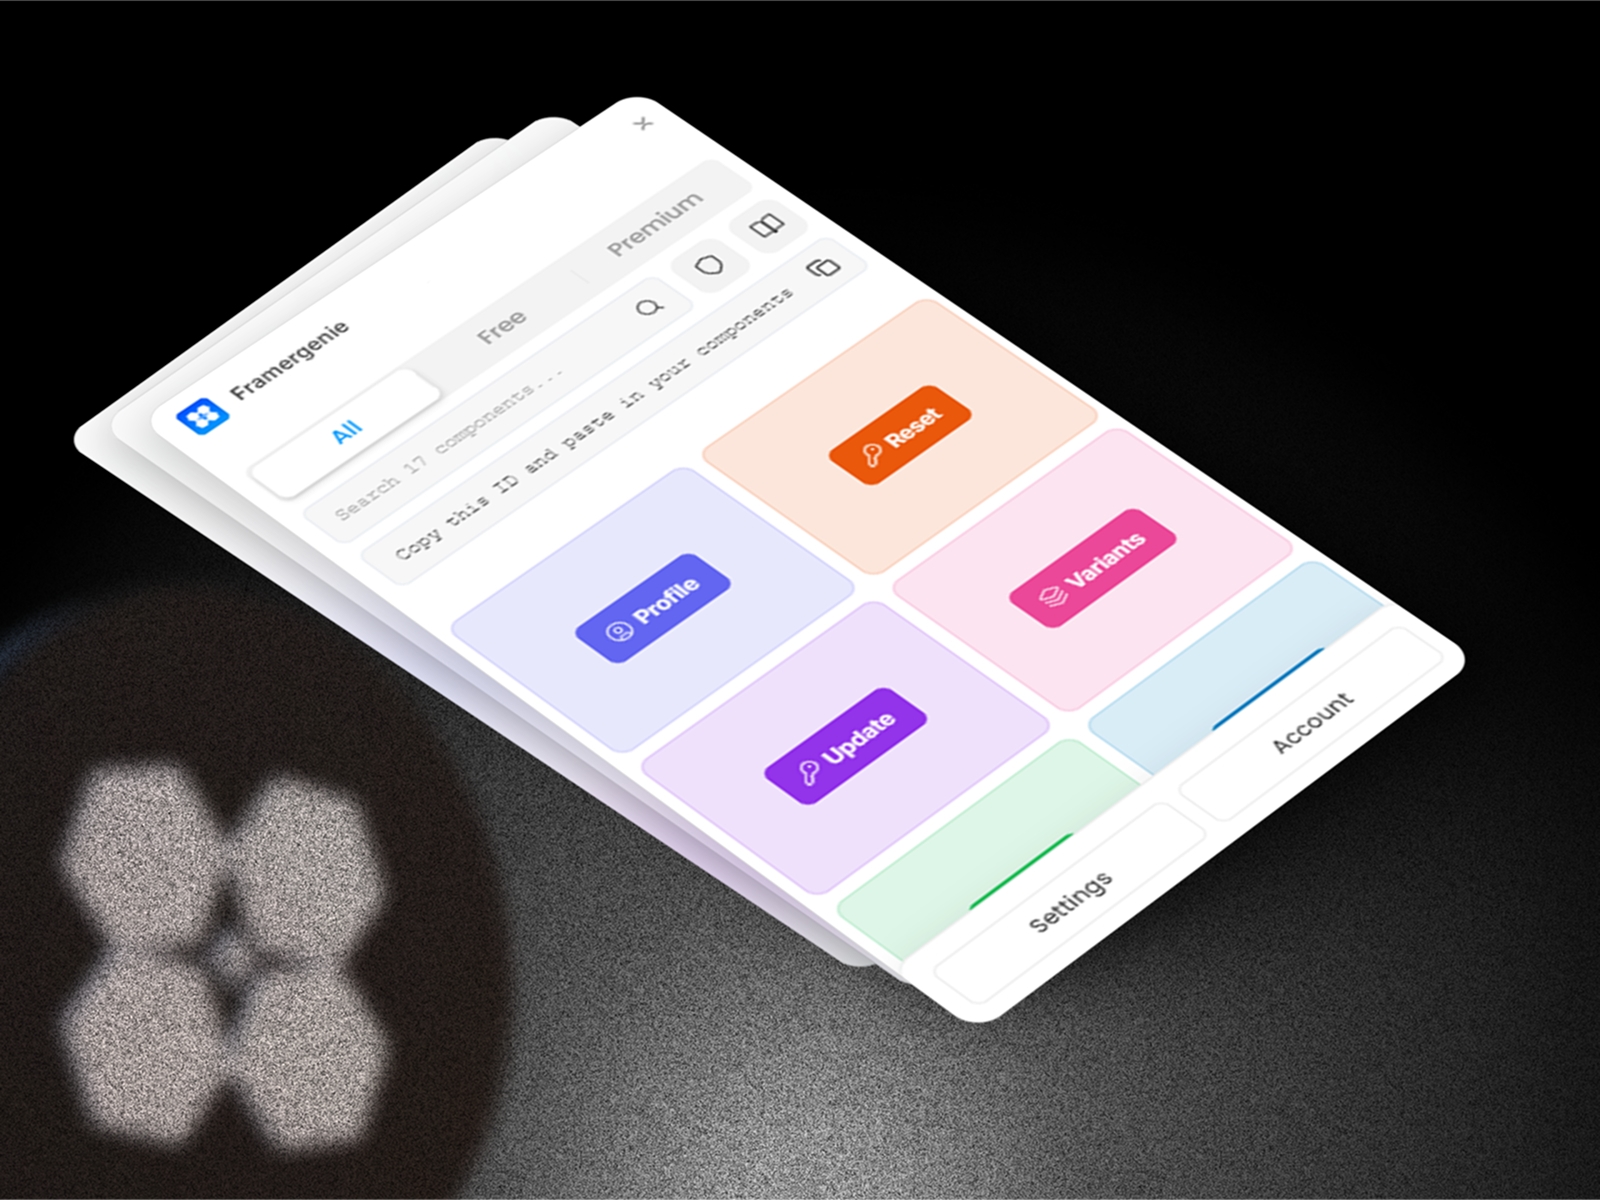 Framergenie
All
Free
Premium
Search 17 components...
Copy this ID and paste in your components
Profile
Reset
Update
Variants
Settings
Account